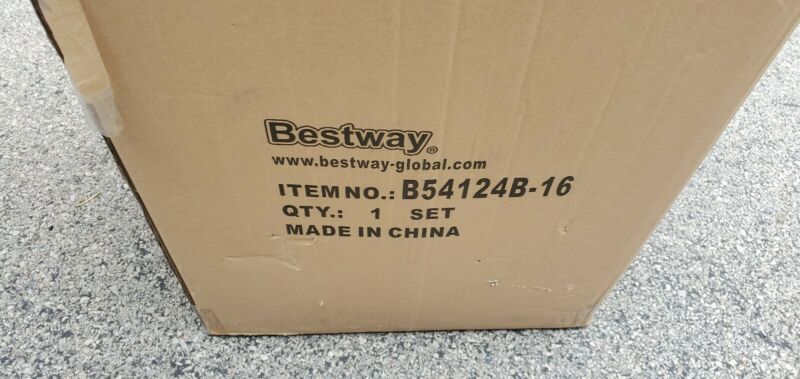 Bestway®
www.bestway-global.com
ITEM NO.: B54124B-16
QTY.: 1 SET
MADE IN CHINA